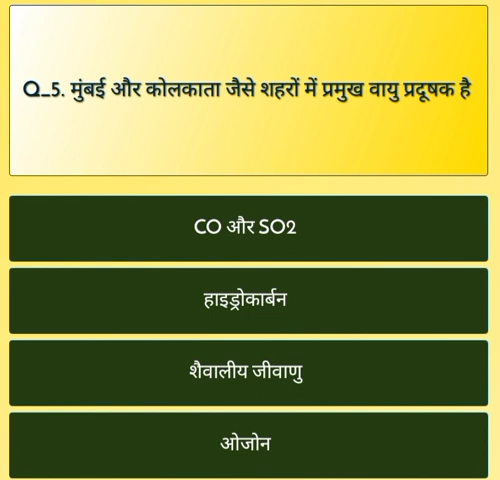 Q_5. मुंबई और कोलकाता जैसे शहरों में प्रमुख वायु प्रदूषक है
CO और SO2
हाइड्रोकार्बन
शैवालीय जीवाणु
ओजोन